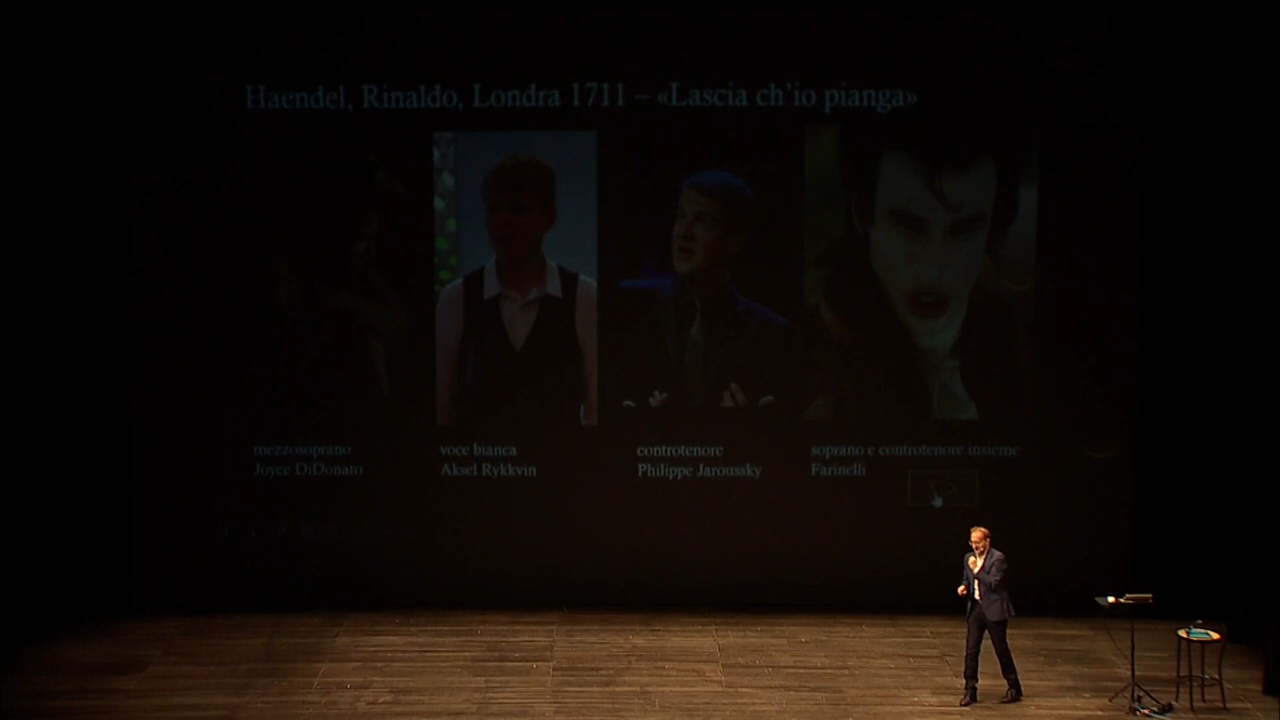 Haendel, Rinaldo, Londra 1711 – «Lascia ch'io pianga»
mezzosoprano
Joyce DiDonato
voce bianca
Aksel Rykkvin
controtenore
Philippe Jaroussky
soprano e controtenore insieme
Farinelli